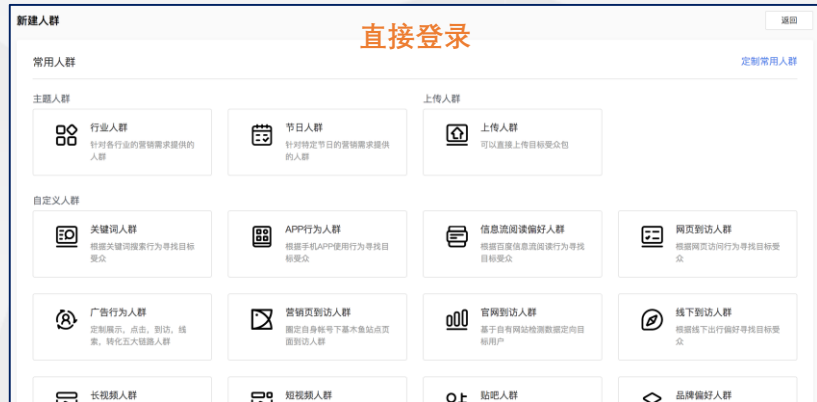 新建人群
直接登录
返回
常用人群
定制常用人群
主题人群
上传人群
行业人群
针对各行业的营销需求提供的
人群
节日人群
针对特定节日的营销需求提供
的人群
上传人群
可以直接上传目标受众包
自定义人群
关键词人群
根据关键词搜索行为寻找目标
受众
APP行为人群
根据手机APP使用行为寻找目
标受众
信息流阅读偏好人群
根据百度信息流阅读行为寻找
目标受众
网页到访人群
根据网页访问行为寻找目标受
众
广告行为人群
定制展示、点击、到访、线
索、转化五大链路人群
营销页到访人群
圈定自身帐号下基木鱼站点页
面到访人群
官网到访人群
基于自有网站检测数据定向目
标用户
线下到访人群
根据线下出行偏好寻找目标受
众
长视频人群
短视频人群
贴吧人群
品牌偏好人群